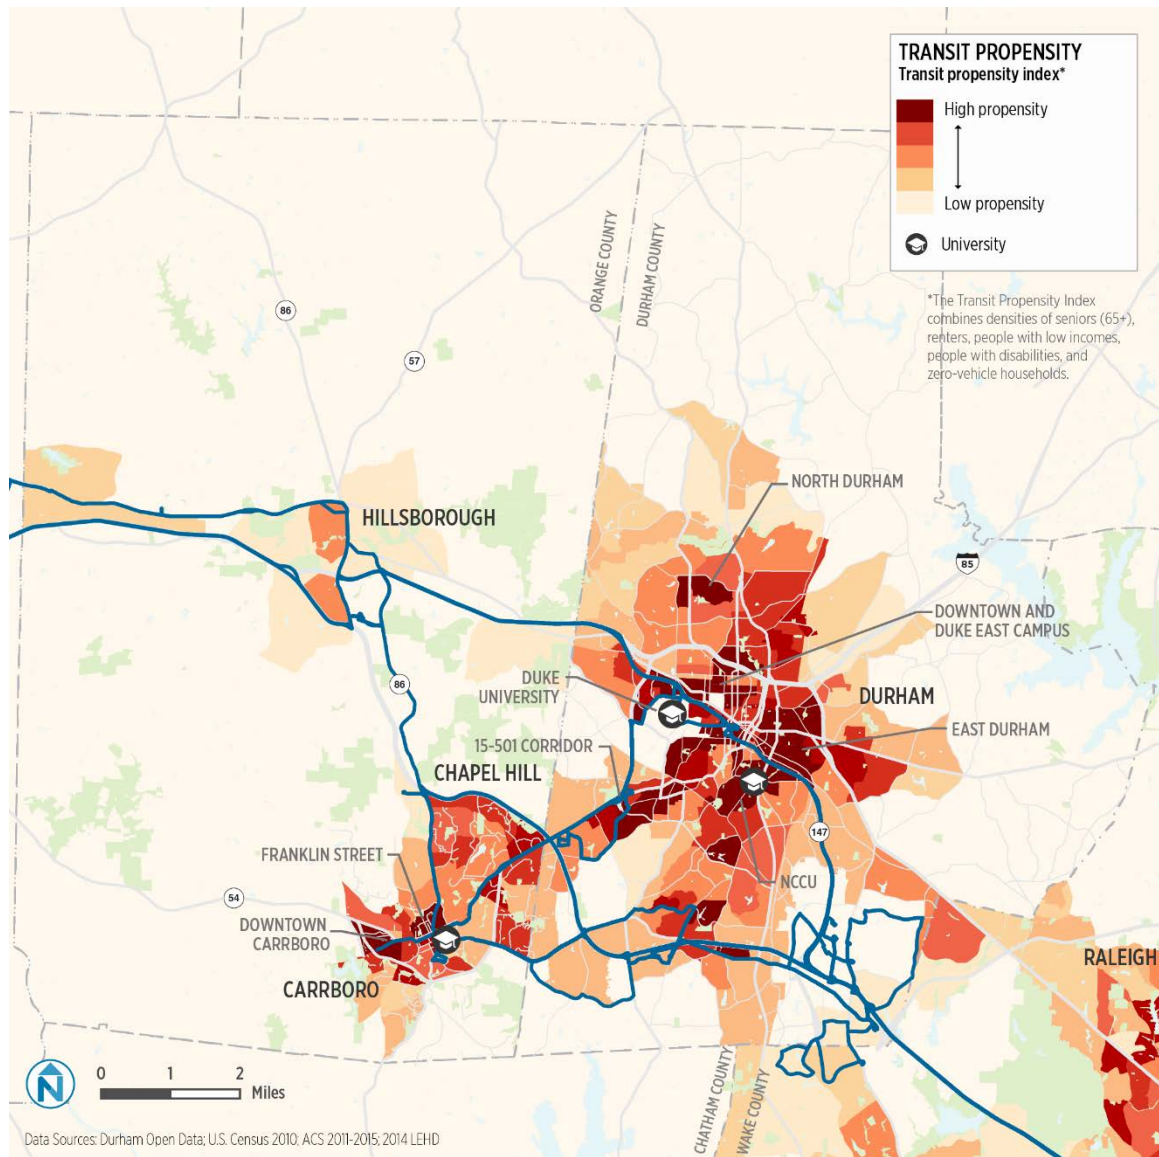 TRANSIT PROPENSITY
Transit propensity index*
High propensity
Low propensity
University
*The Transit Propensity Index
combines densities of seniors (65+),
renters, people with low incomes,
people with disabilities, and
zero-vehicle households.
ORANGE COUNTY
DURHAM COUNTY
86
57
NORTH DURHAM
HILLSBOROUGH
85
DOWNTOWN AND
DUKE EAST CAMPUS
DUKE
UNIVERSITY
86
DURHAM
EAST DURHAM
15-501 CORRIDOR
CHAPEL HILL
147
FRANKLIN STREET
NCCU
54
DOWNTOWN
CARRBORO
RALEIGH
CARRBORO
CHATHAM COUNTY
WAKE COUNTY
N
0 1 2
Miles
Data Sources: Durham Open Data; U.S. Census 2010; ACS 2011-2015; 2014 LEHD